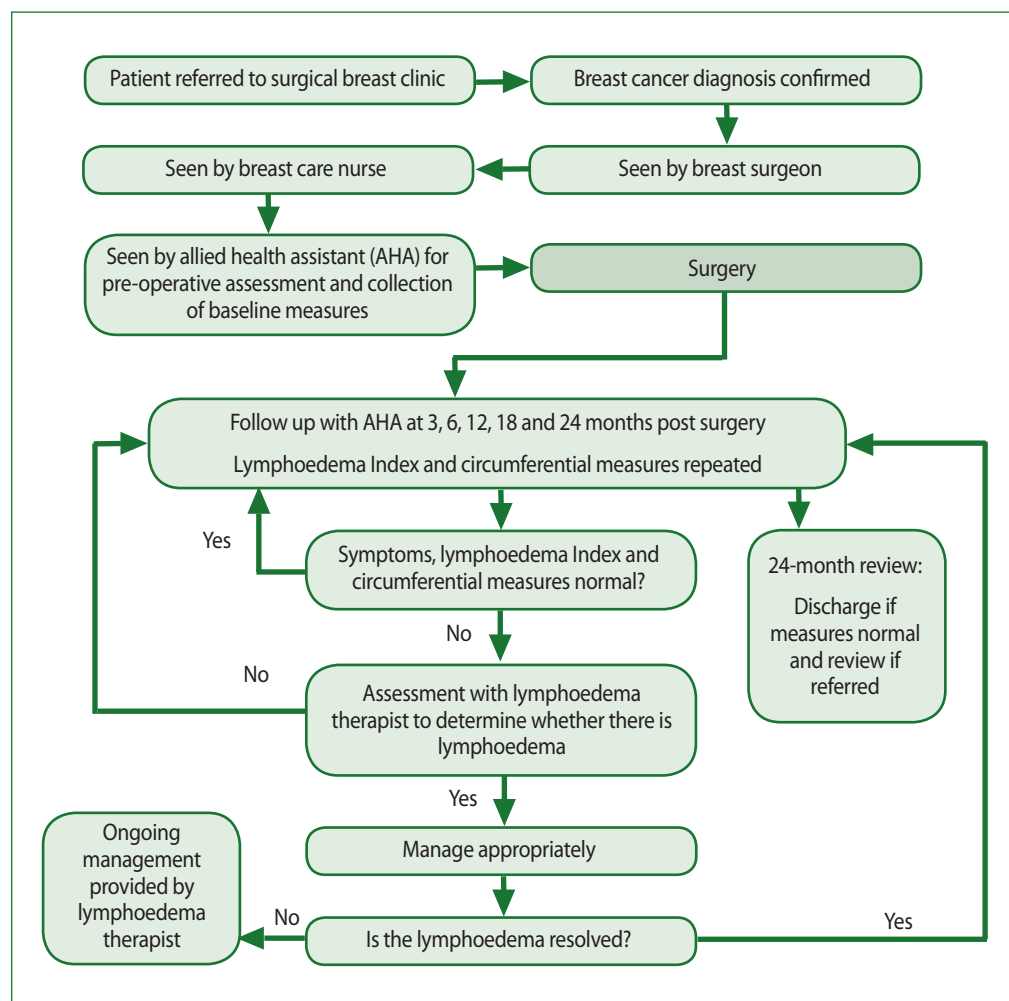 Patient referred to surgical breast clinic
Breast cancer diagnosis confirmed
Seen by breast care nurse
Seen by breast surgeon
Seen by allied health assistant (AHA) for
pre-operative assessment and collection
of baseline measures
Surgery
Follow up with AHA at 3, 6, 12, 18 and 24 months post surgery
Lymphoedema Index and circumferential measures repeated
Yes
Symptoms, lymphoedema Index and
circumferential measures normal?
24-month review:
Discharge if
measures normal
and review if
referred
No
No
Assessment with lymphoedema
therapist to determine whether there is
lymphoedema
Yes
Ongoing
management
provided by
lymphoedema
therapist
Manage appropriately
No
Is the lymphoedema resolved?
Yes